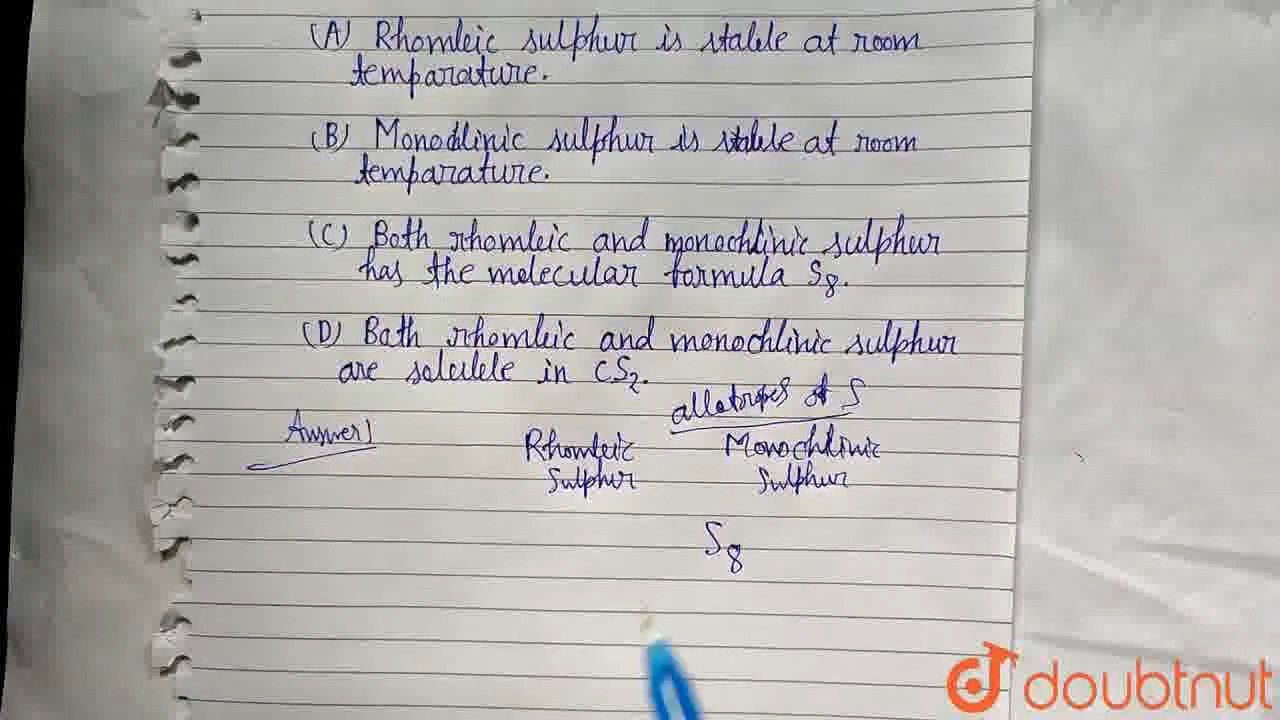 (A) Rhombic sulphur is stable at room
temparature.
(B) Monoclinic sulphur is stable at room
temparature.
(C) Both rhombic and monochlinic sulphur
has the molecular formula S₈.
(D) Both rhombic and monochlinic sulphur
are soluble in CS₂.
allotropes of S
Answer)
Rhombic Monochlinic
Sulphur Sulphur
S₈
doubtnut